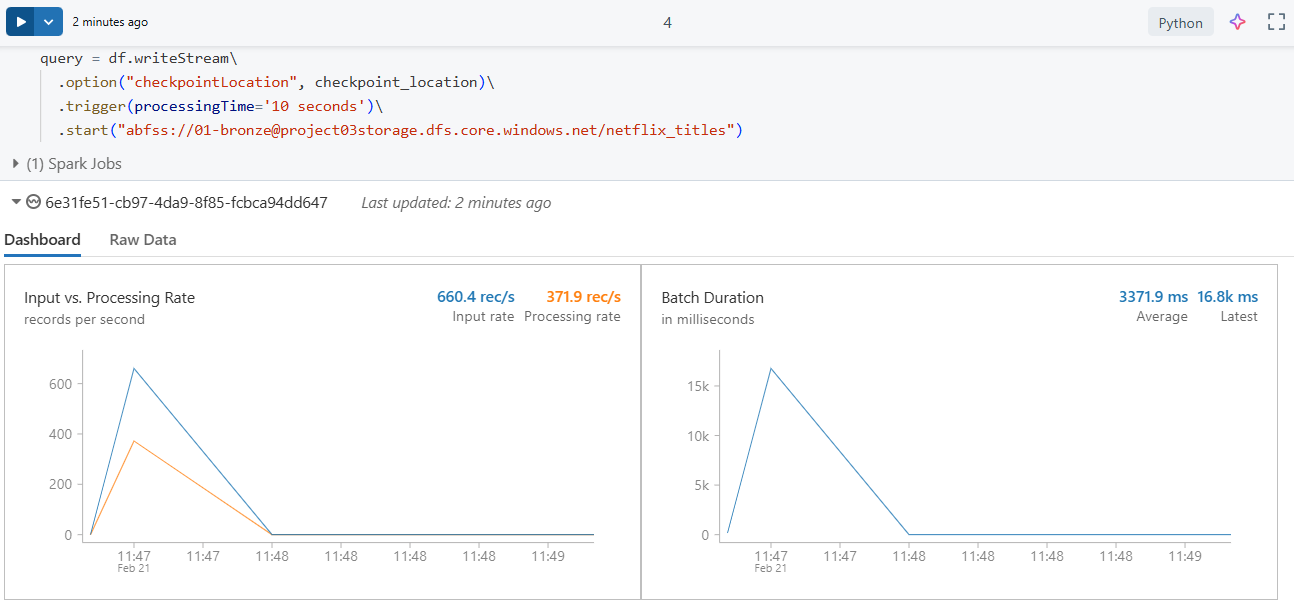 2 minutes ago
4
Python
query = df.writeStream\
.option("checkpointLocation", checkpoint_location)\
.trigger(processingTime='10 seconds')\
.start("abfss://01-bronze@project03storage.dfs.core.windows.net/netflix_titles")
(1) Spark Jobs
6e31fe51-cb97-4da9-8f85-fcbca94dd647 Last updated: 2 minutes ago
Dashboard Raw Data
Input vs. Processing Rate
records per second
660.4 rec/s 371.9 rec/s
Input rate Processing rate
600
400
200
0
11:47 11:47 11:48 11:48 11:48 11:48 11:49
Feb 21
Batch Duration
in milliseconds
3371.9 ms 16.8k ms
Average Latest
15k
10k
5k
0
11:47 11:47 11:48 11:48 11:48 11:48 11:49
Feb 21